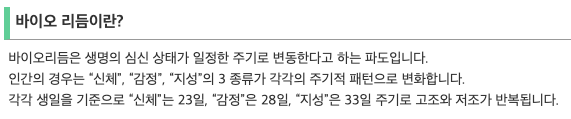 바이오 리듬이란?
바이오리듬은 생명의 심신 상태가 일정한 주기로 변동한다고 하는 파도입니다.
인간의 경우는 “신체”, “감정”, “지성”의 3 종류가 각각의 주기적 패턴으로 변화합니다.
각각 생일을 기준으로 “신체”는 23일, “감정”은 28일, “지성”은 33일 주기로 고조와 저조가 반복됩니다.